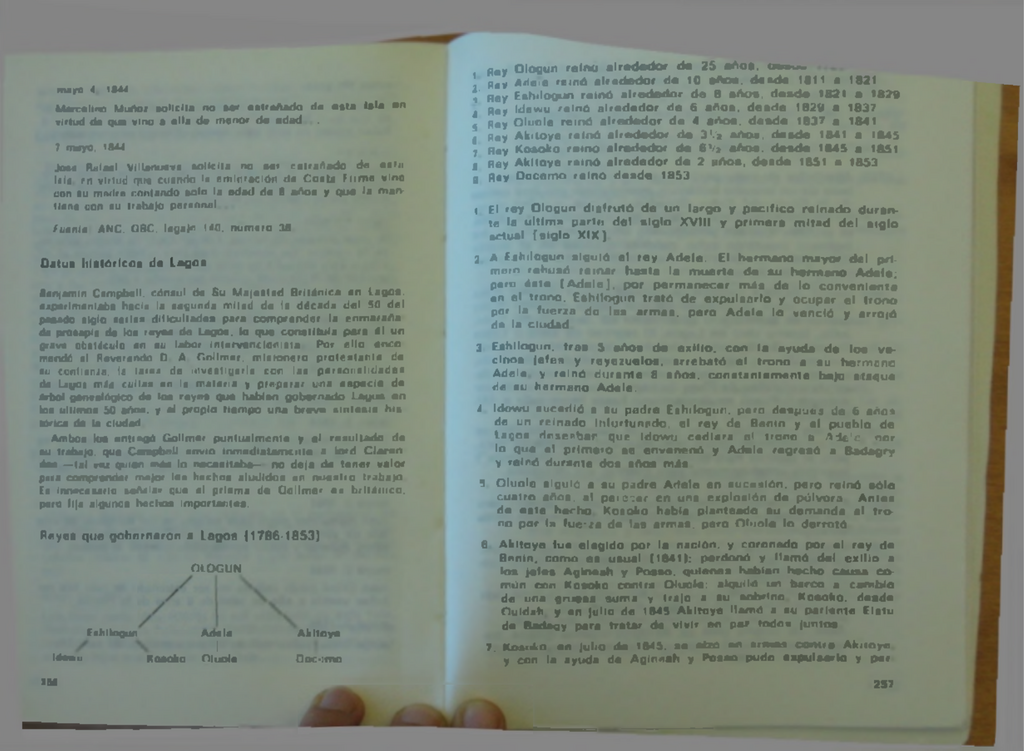 mayo 4, 1844
Marcelino Muñoz solicita no ser extrañado de esta Isla en
virtud de que vino a ella de menor de edad...
7 mayo, 1844
Jose Rafael Villanueva solicita no ser extrañado de esta
Isla, en virtud que cuando la emigración de Costa Firme vino
con su madre contando solo la edad de 8 años y que la man-
tiene con su trabajo personal...
Fuente: ANC, GSC, legajo 140, numero 38
Datos históricos de Lagos
Benjamin Campbell, cónsul de Su Majestad Británica en Lagos,
experimentaba hacia la segunda mitad de la década del 50 del
pasado siglo serias dificultades para comprender la enmaraña-
da prosapia de los reyes de Lagos, lo que constituía para él un
grave obstáculo en su labor intervencionista. Por ello enco-
mendó al Reverendo D. A. Gollmer, misionero protestante de
su confianza, la tarea de investigarla con las personalidades
de Lagos más cultas en la materia y preparar una especie de
árbol genealógico de los reyes que habían gobernado Lagos en
los ultimos 50 años, y al propio tiempo una breve síntesis his
tórica de la ciudad.
Ambos los entregó Gollmer puntualmente y el resultado de
su trabajo, que Campbell envio inmediatamente a lord Claren-
don —tal vez quien más lo necesitaba— no deja de tener valor
para comprender mejor los hechos aludidos en nuestro trabajo.
Es innecesario señalar que el prisma de Gollmer es británico,
pero fija algunos hechos importantes.
Reyes que gobernaron a Lagos (1786-1853)
OLOGUN
Eshilogun Adele Akitoye
Idewu Kosoko Oluole Docemo
256
1. Rey Ologun reinó alrededor de 25 años, desde
2. Rey Adele reinó alrededor de 10 años, desde 1811 a 1821
3. Rey Eshilogun reinó alrededor de 8 años, desde 1821 a 1829
4. Rey Idewu reinó alrededor de 6 años, desde 1829 a 1837
5. Rey Oluole reinó alrededor de 4 años, desde 1837 a 1841
6. Rey Akitoye reinó alrededor de 3½ años, desde 1841 a 1845
7. Rey Kosoko reinó alrededor de 6½ años, desde 1845 a 1851
8. Rey Akitoye reinó alrededor de 2 años, desde 1851 a 1853
9. Rey Docemo reinó desde 1853
1. El rey Ologun disfrutó de un largo y pacífico reinado duran-
te la ultima parte del siglo XVIII y primera mitad del siglo
actual [siglo XIX].
2. A Eshilogun siguió el rey Adele. El hermano mayor del pri-
mero rehusó reinar hasta la muerte de su hermano Adele;
pero éste [Adele], por permanecer más de lo conveniente
en el trono, Eshilogun trató de expulsarlo y ocupar el trono
por la fuerza de las armas, pero Adele lo venció y arrojó
de la ciudad.
3. Eshilogun, tras 5 años de exilio, con la ayuda de los ve-
cinos jefes y reyezuelos, arrebató el trono a su hermano
Adele, y reinó durante 8 años, constantemente bajo ataque
de su hermano Adele.
4. Idowu sucedió a su padre Eshilogun, pero despues de 6 años
de un reinado infortunado, el rey de Benin y el pueblo de
Lagos deseaban que Idowu cediera el trono a Adele, por
lo que el primero se envenenó y Adele regresó a Badagry
y reinó durante dos años más.
5. Oluole siguió a su padre Adele en sucesión, pero reinó sólo
cuatro años, al perecer en una explosión de pólvora. Antes
de este hecho, Kosoko había planteado su demanda al tro-
no por la fuerza de las armas, pero Oluole lo derrotó.
6. Akitoye fue elegido por la nación, y coronado por el rey de
Benin, como es usual (1841); perdonó y llamó del exilio a
los jefes Aginnah y Posso, quienes habían hecho causa co-
mún con Kosoko contra Oluole; alquiló un barco a cambio
de una gruesa suma y trajo a su sobrino, Kosoko, desde
Ouidah, y en julio de 1845 Akitoye llamó a su pariente Elatu
de Badagy para tratar de vivir en paz todos juntos.
7. Kosoko, en julio de 1845, se alzó en armas contra Akitoye,
y con la ayuda de Aginnah y Posso pudo expulsarlo y per-
257